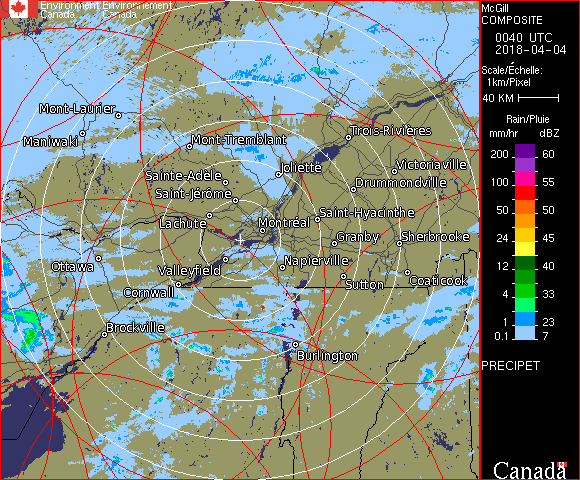 Environment Environnement
Canada Canada
McGill
COMPOSITE
0040 UTC
2018-04-04
Scale/Échelle:
1km/Pixel
40 KM
Rain/Pluie
mm/hr dBZ
200 60
100 55
50 50
24 45
12 40
4 33
1 23
0.1 7
PRECIPET
Canada
Mont-Laurier
Maniwaki
Mont-Tremblant
Trois-Rivières
Joliette
Victoriaville
Sainte-Adèle
Drummondville
Saint-Jérôme
Lachute
Saint-Hyacinthe
Montréal
Granby
Sherbrooke
Ottawa
Valleyfield
Napierville
Cornwall
Sutton
Coaticook
Brockville
Burlington